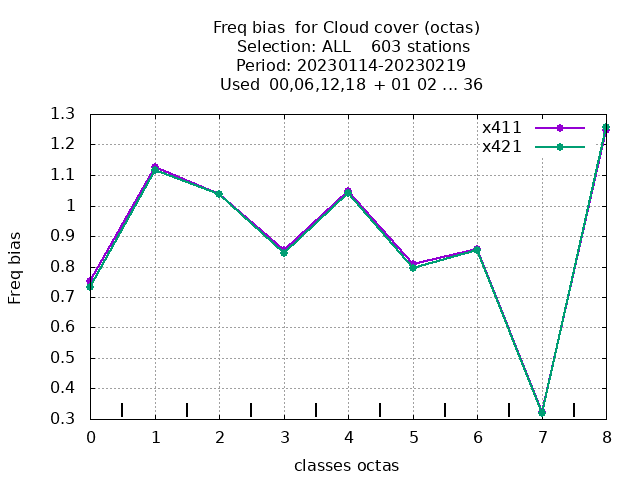 Freq bias  for Cloud cover (octas)
Selection: ALL    603 stations
Period: 20230114-20230219
Used  00,06,12,18  + 01 02 ... 36
x411
x421
1.3
1.2
1.1
1
0.9
0.8
0.7
0.6
0.5
0.4
0.3
Freq bias
0 1 2 3 4 5 6 7 8
classes octas